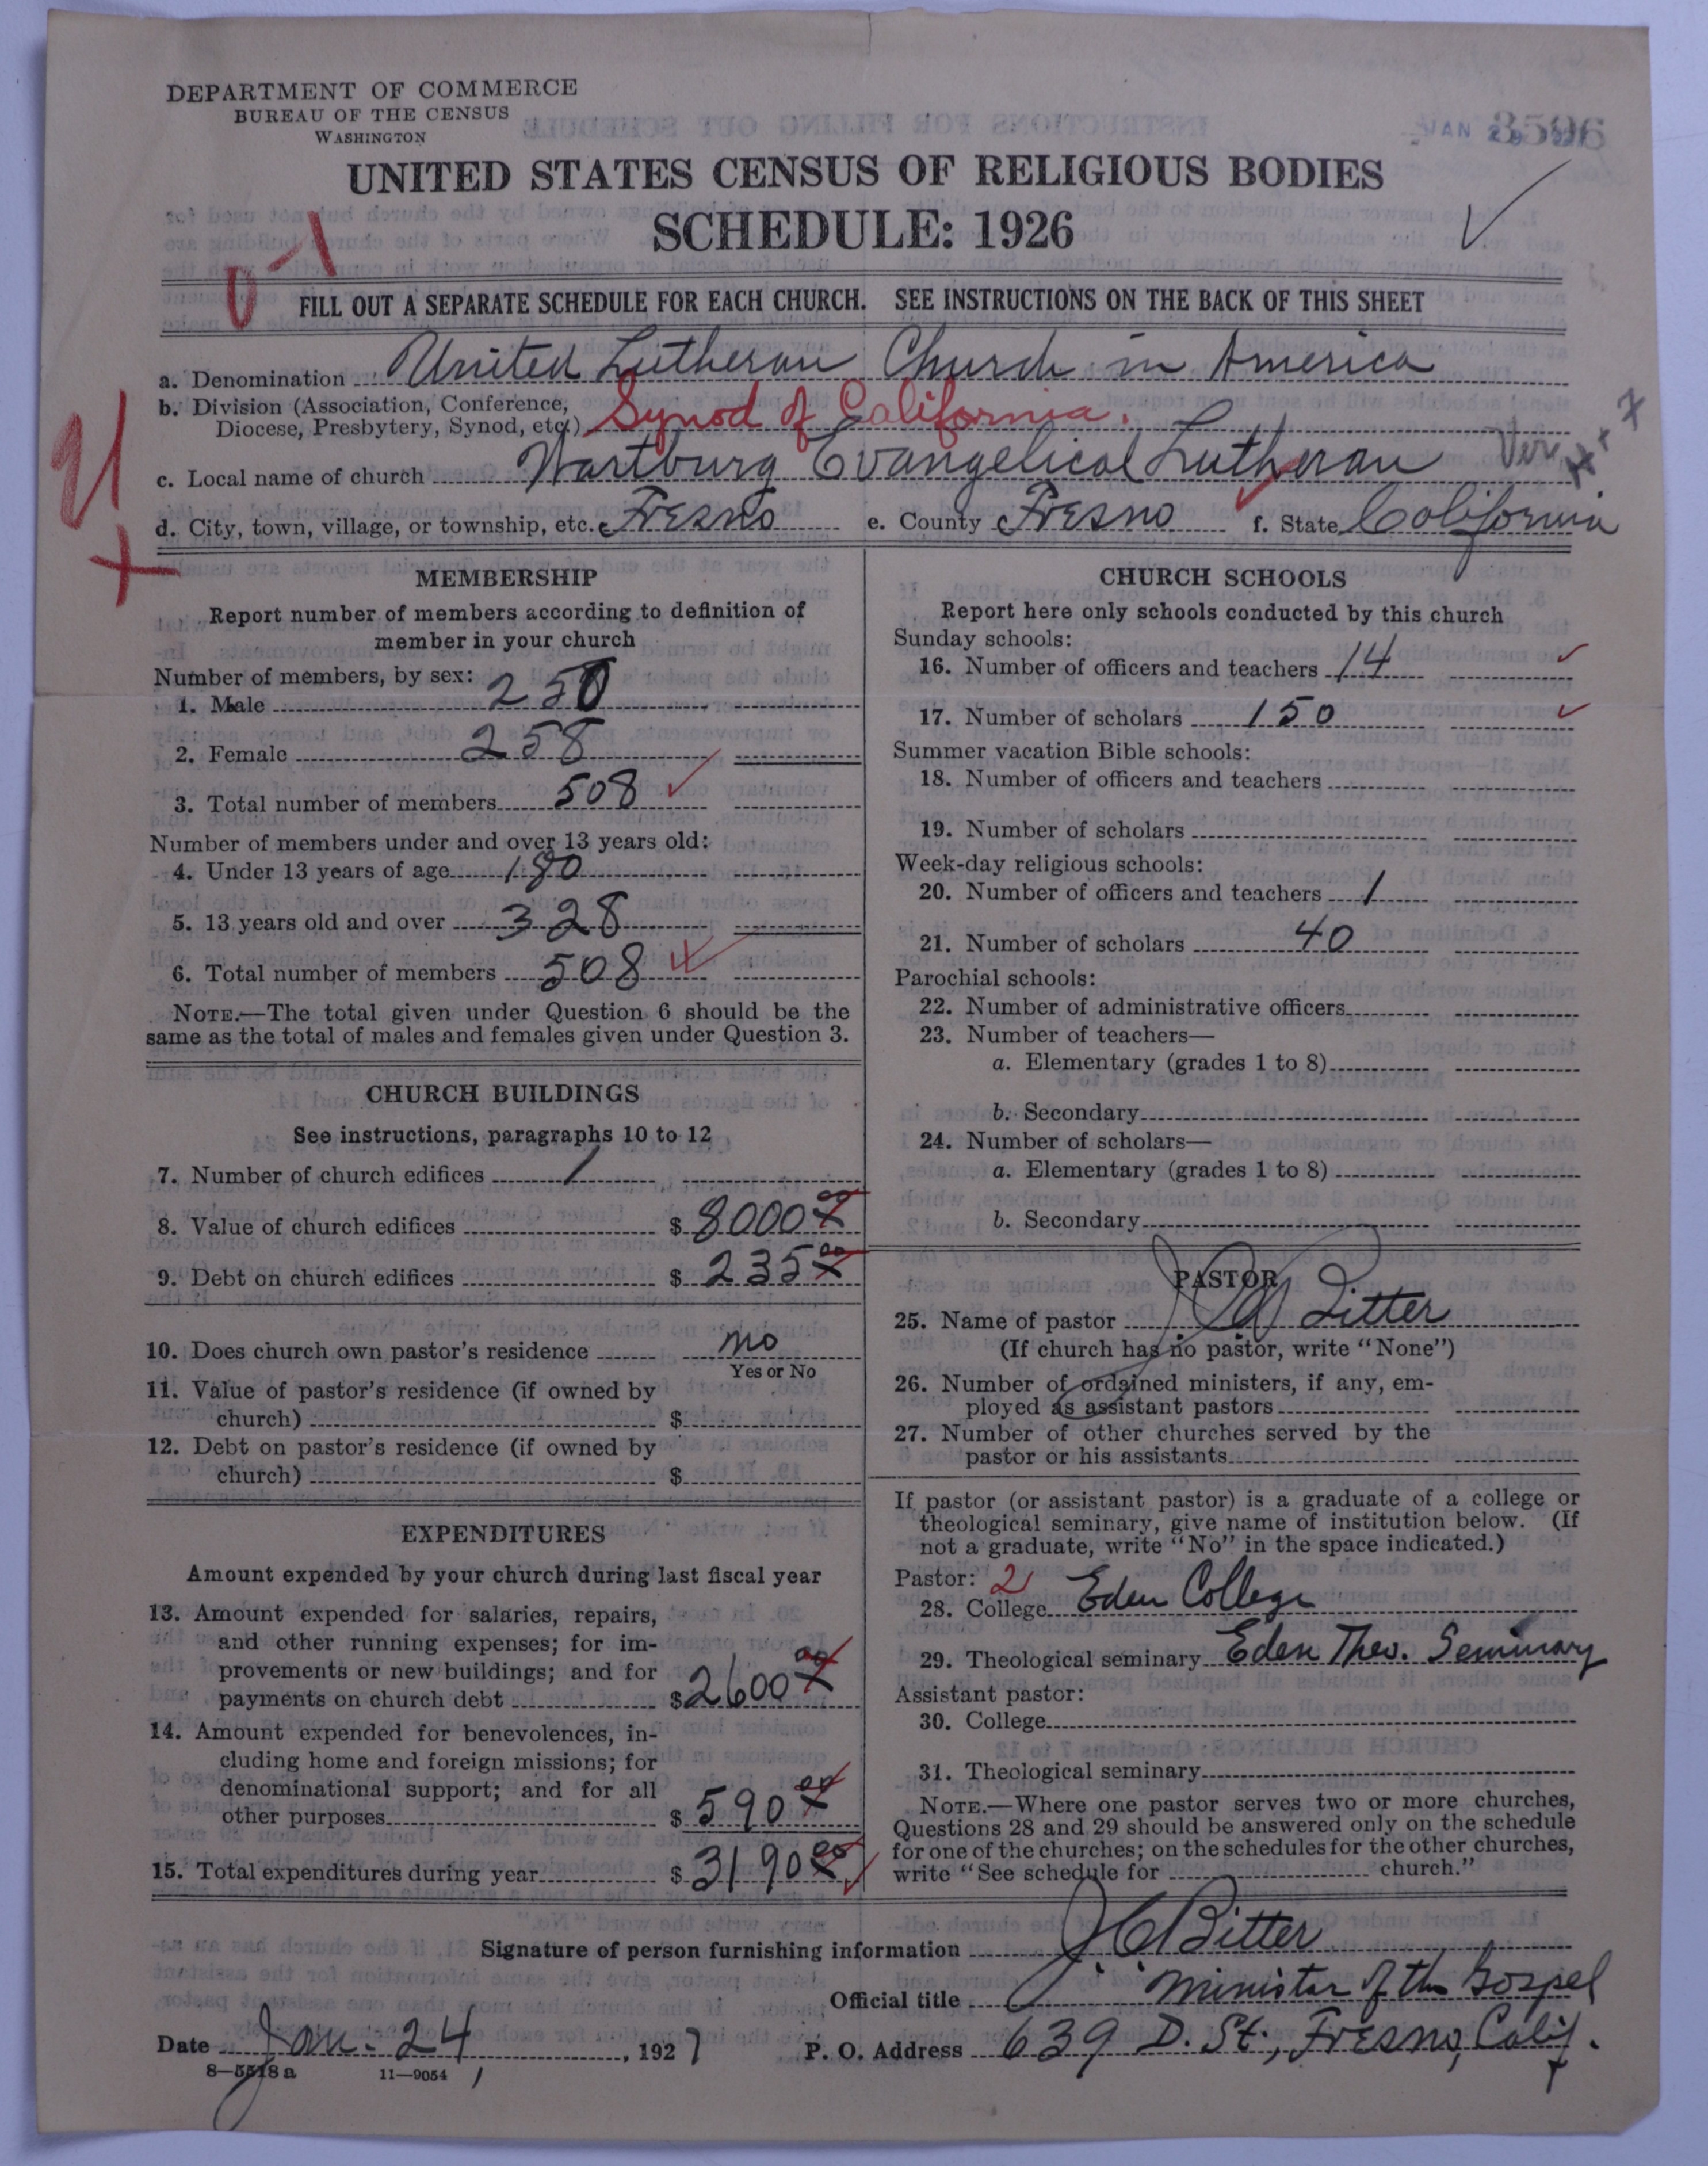 DEPARTMENT OF COMMERCE
BUREAU OF THE CENSUS
WASHINGTON
3596
UNITED STATES CENSUS OF RELIGIOUS BODIES
SCHEDULE: 1926
FILL OUT A SEPARATE SCHEDULE FOR EACH CHURCH. SEE INSTRUCTIONS ON THE BACK OF THIS SHEET
a. Denomination United Lutheran Church in America
b. Division (Association, Conference, Diocese, Presbytery, Synod, etc.) Synod of California.
c. Local name of church Wartburg Evangelical Lutheran
d. City, town, village, or township, etc. Fresno e. County Fresno f. State California
MEMBERSHIP
Report number of members according to definition of
member in your church
Number of members, by sex:
1. Male 250
2. Female 258
3. Total number of members 508
Number of members under and over 13 years old:
4. Under 13 years of age 180
5. 13 years old and over 328
6. Total number of members 508
NOTE.—The total given under Question 6 should be the
same as the total of males and females given under Question 3.
CHURCH BUILDINGS
See instructions, paragraphs 10 to 12
7. Number of church edifices 1
8. Value of church edifices $ 8000 00
9. Debt on church edifices $ 235 00
10. Does church own pastor's residence no
Yes or No
11. Value of pastor's residence (if owned by
church) $
12. Debt on pastor's residence (if owned by
church) $
EXPENDITURES
Amount expended by your church during last fiscal year
13. Amount expended for salaries, repairs,
and other running expenses; for im-
provements or new buildings; and for
payments on church debt $ 2600 00
14. Amount expended for benevolences, in-
cluding home and foreign missions; for
denominational support; and for all
other purposes $ 590 00
15. Total expenditures during year $ 3190 00
CHURCH SCHOOLS
Report here only schools conducted by this church
Sunday schools:
16. Number of officers and teachers 14
17. Number of scholars 150
Summer vacation Bible schools:
18. Number of officers and teachers
19. Number of scholars
Week-day religious schools:
20. Number of officers and teachers 1
21. Number of scholars 40
Parochial schools:
22. Number of administrative officers
23. Number of teachers—
a. Elementary (grades 1 to 8)
b. Secondary
24. Number of scholars—
a. Elementary (grades 1 to 8)
b. Secondary
PASTOR
25. Name of pastor Bitter
(If church has no pastor, write "None")
26. Number of ordained ministers, if any, em-
ployed as assistant pastors
27. Number of other churches served by the
pastor or his assistants
If pastor (or assistant pastor) is a graduate of a college or
theological seminary, give name of institution below. (If
not a graduate, write "No" in the space indicated.)
Pastor: 2
28. College Eden College
29. Theological seminary Eden Theo. Seminary
Assistant pastor:
30. College
31. Theological seminary
NOTE.—Where one pastor serves two or more churches,
Questions 28 and 29 should be answered only on the schedule
for one of the churches; on the schedules for the other churches,
write "See schedule for church."
Signature of person furnishing information J C Bitter
Official title Minister of the Gospel
Date Jan. 24, 1927 P. O. Address 639 D. St., Fresno, Calif.
8—5518a 11—9054